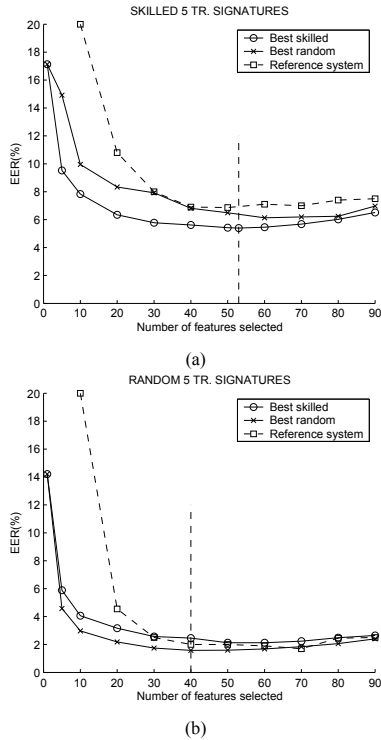 SKILLED 5 TR. SIGNATURES
20
18
16
14
12
10
8
6
4
2
0
EER(%)
Best skilled
Best random
Reference system
0 10 20 30 40 50 60 70 80 90
Number of features selected
(a)
RANDOM 5 TR. SIGNATURES
20
18
16
14
12
10
8
6
4
2
0
EER(%)
Best skilled
Best random
Reference system
0 10 20 30 40 50 60 70 80 90
Number of features selected
(b)